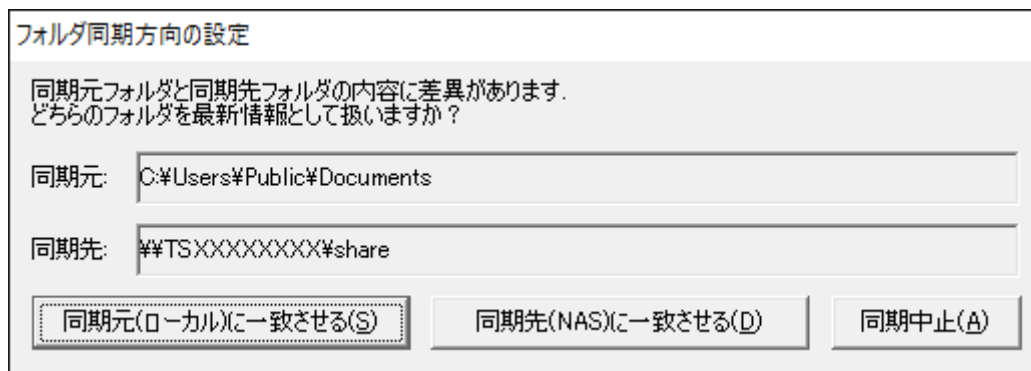 フォルダ同期方向の設定
同期元フォルダと同期先フォルダの内容に差異があります.
どちらのフォルダを最新情報として扱いますか？
同期元: C:¥Users¥Public¥Documents
同期先: ¥¥TSXXXXXXXX¥share
同期元(ローカル)に一致させる(S) 同期先(NAS)に一致させる(D) 同期中止(A)